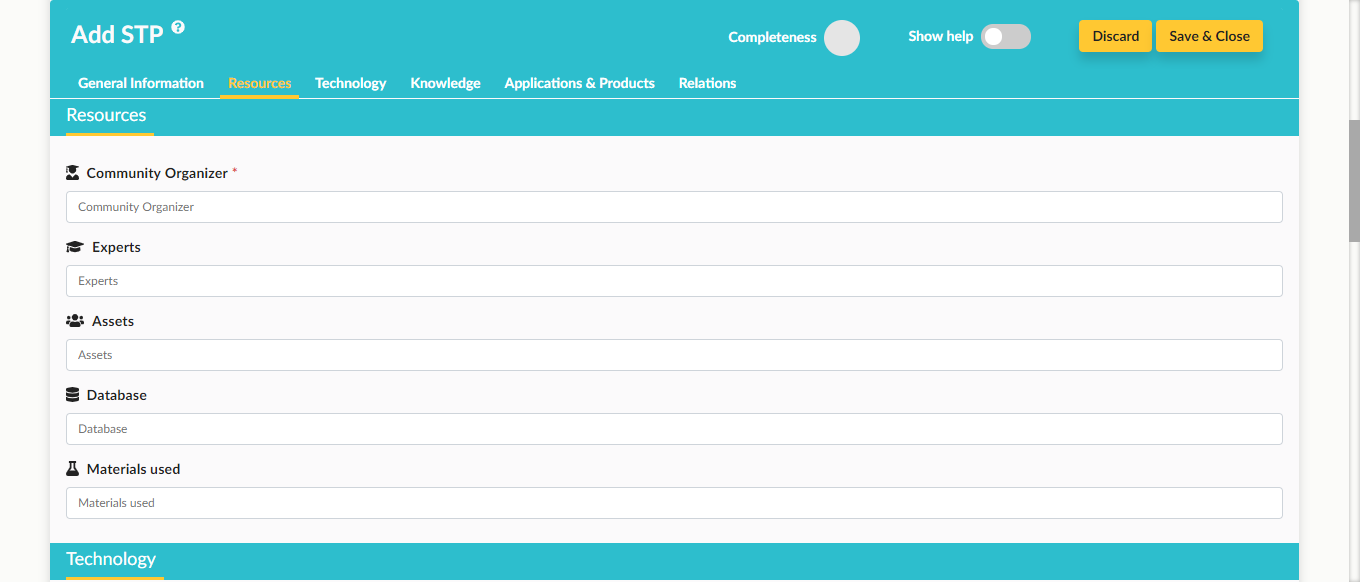 Add STP ?
Completeness
Show help
Discard
Save & Close
General Information
Resources
Technology
Knowledge
Applications & Products
Relations
Resources
Community Organizer *
Community Organizer
Experts
Experts
Assets
Assets
Database
Database
Materials used
Materials used
Technology